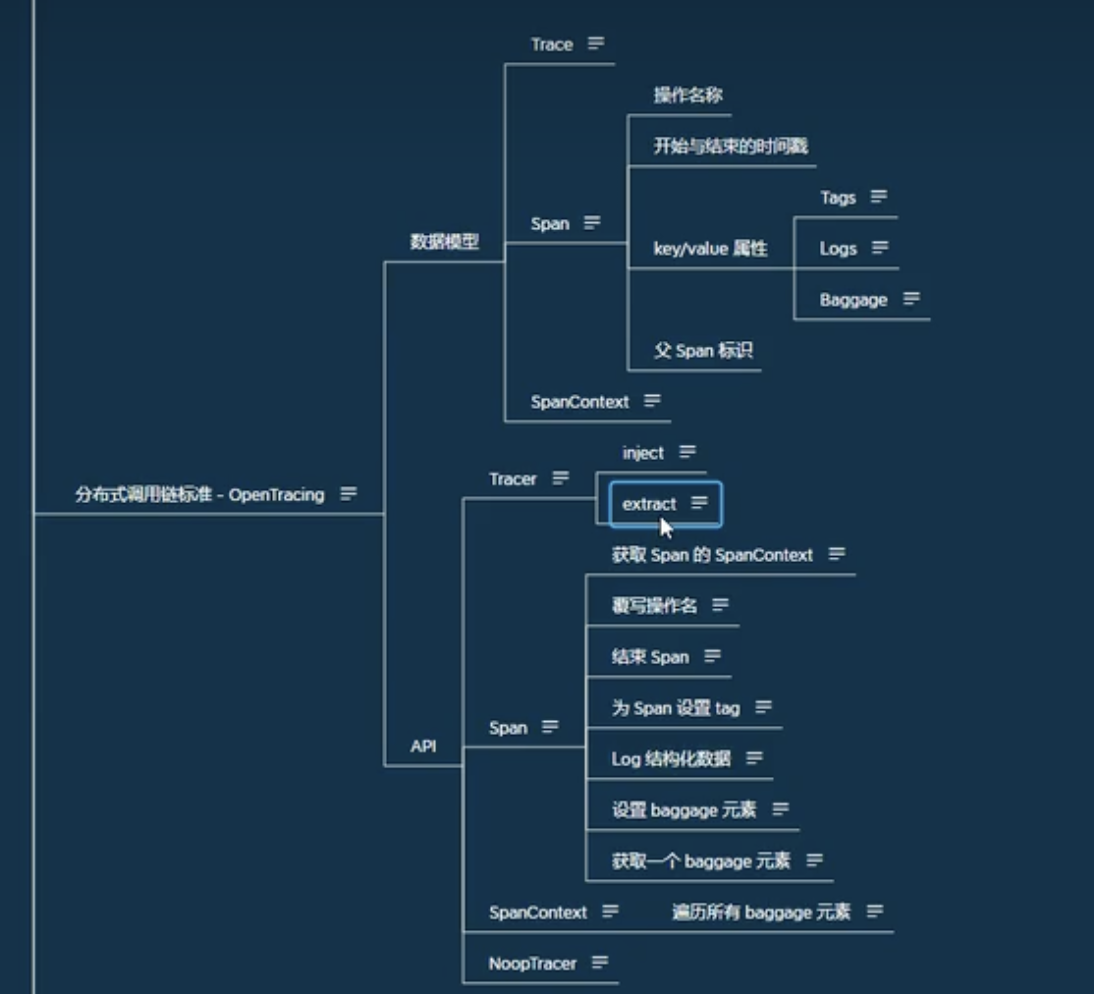 Trace
操作名称
开始与结束的时间戳
Tags
Span
数据模型
key/value 属性
Logs
Baggage
父 Span 标识
SpanContext
inject
Tracer
分布式调用链标准 - OpenTracing
extract
获取 Span 的 SpanContext
覆写操作名
结束 Span
为 Span 设置 tag
Span
API
Log 结构化数据
设置 baggage 元素
获取一个 baggage 元素
SpanContext
遍历所有 baggage 元素
NoopTracer